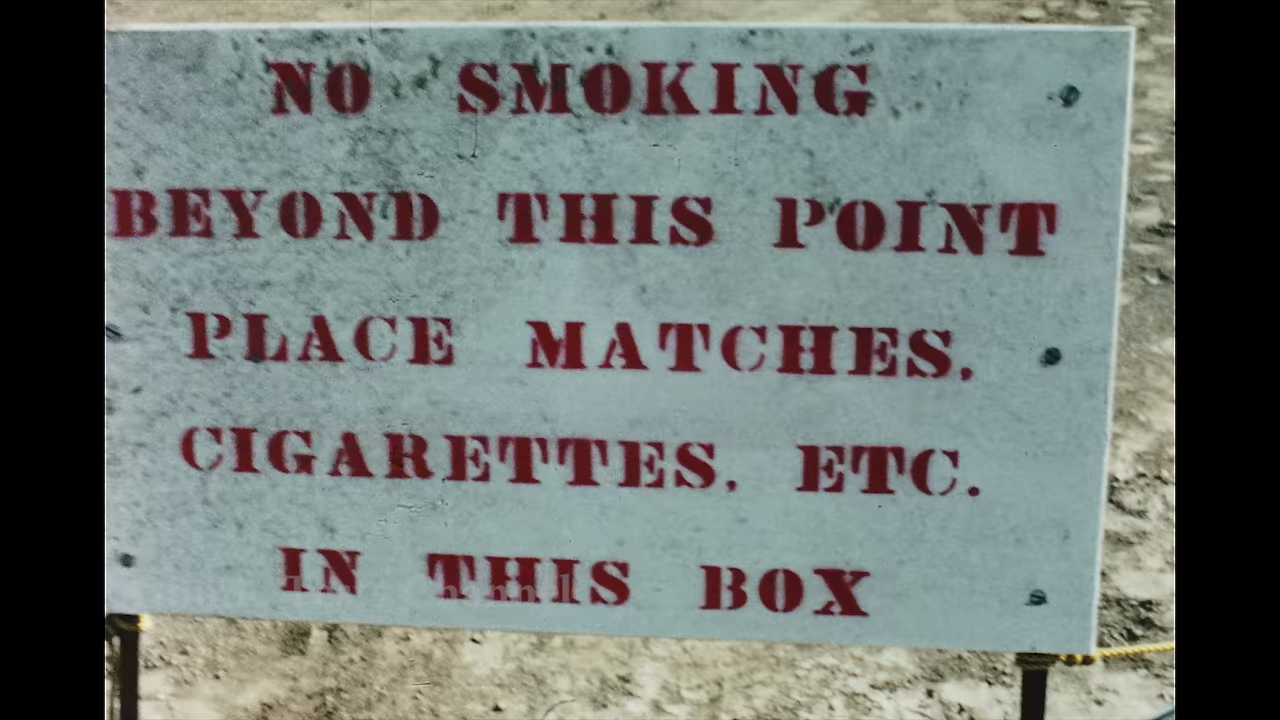 NO SMOKING
BEYOND THIS POINT
PLACE MATCHES,
CIGARETTES, ETC.
IN THIS BOX